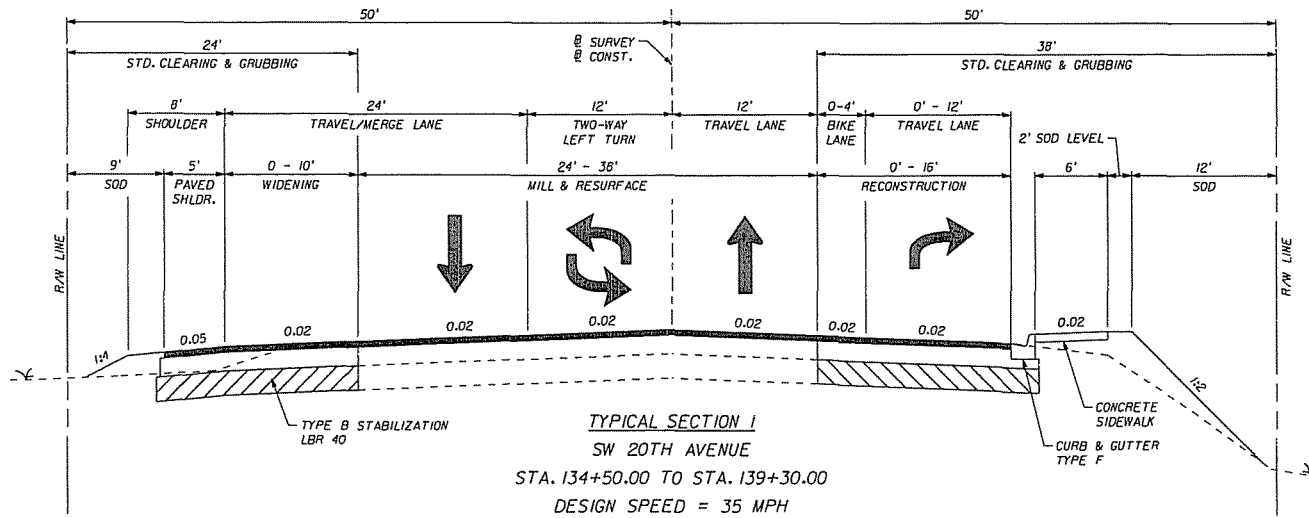 50'
50'
24'
STD. CLEARING & GRUBBING
℄ SURVEY
℄ CONST.
38'
STD. CLEARING & GRUBBING
8'
SHOULDER
24'
TRAVEL/MERGE LANE
12'
TWO-WAY
LEFT TURN
12'
TRAVEL LANE
0-4'
BIKE
LANE
0' - 12'
TRAVEL LANE
2' SOD LEVEL
9'
SOD
5'
PAVED
SHLDR.
0 - 10'
WIDENING
24' - 36'
MILL & RESURFACE
0' - 16'
RECONSTRUCTION
6'
12'
SOD
R/W LINE
R/W LINE
0.05
0.02
0.02
0.02
0.02
0.02
0.02
0.02
1:4
1:2
TYPE B STABILIZATION
LBR 40
CONCRETE
SIDEWALK
CURB & GUTTER
TYPE F
TYPICAL SECTION 1
SW 20TH AVENUE
STA. 134+50.00 TO STA. 139+30.00
DESIGN SPEED = 35 MPH